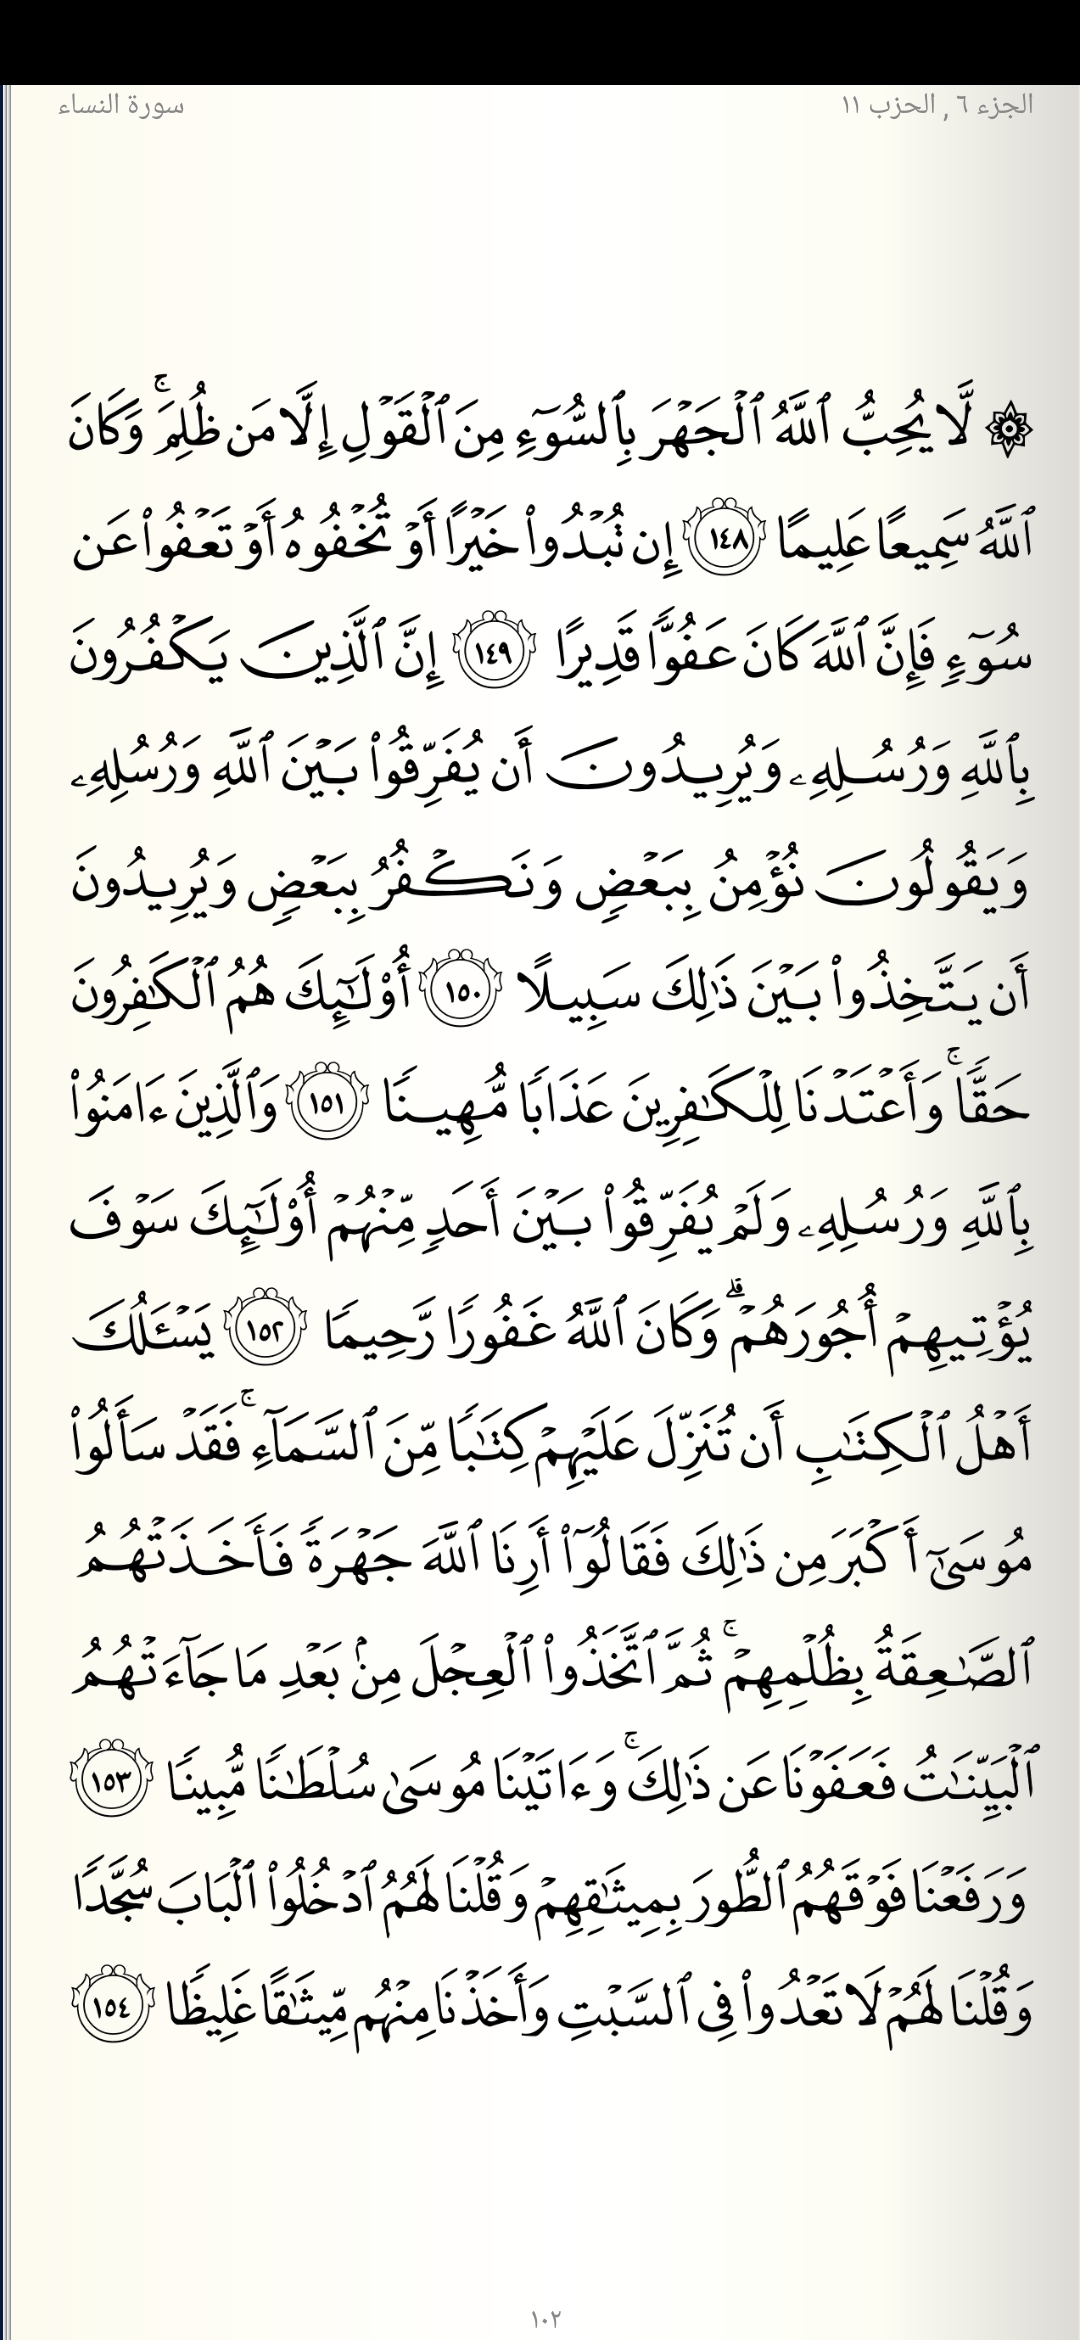 الجزء ٦ , الحزب ١١
سورة النساء
۞ لَّا يُحِبُّ ٱللَّهُ ٱلْجَهْرَ بِٱلسُّوٓءِ مِنَ ٱلْقَوْلِ إِلَّا مَن ظُلِمَ ۚ وَكَانَ
ٱللَّهُ سَمِيعًا عَلِيمًا ١٤٨ إِن تُبْدُوا۟ خَيْرًا أَوْ تُخْفُوهُ أَوْ تَعْفُوا۟ عَن
سُوٓءٍ فَإِنَّ ٱللَّهَ كَانَ عَفُوًّا قَدِيرًا ١٤٩ إِنَّ ٱلَّذِينَ يَكْفُرُونَ
بِٱللَّهِ وَرُسُلِهِۦ وَيُرِيدُونَ أَن يُفَرِّقُوا۟ بَيْنَ ٱللَّهِ وَرُسُلِهِۦ
وَيَقُولُونَ نُؤْمِنُ بِبَعْضٍ وَنَكْفُرُ بِبَعْضٍ وَيُرِيدُونَ
أَن يَتَّخِذُوا۟ بَيْنَ ذَٰلِكَ سَبِيلًا ١٥٠ أُو۟لَـٰٓئِكَ هُمُ ٱلْكَـٰفِرُونَ
حَقًّا ۚ وَأَعْتَدْنَا لِلْكَـٰفِرِينَ عَذَابًا مُّهِينًا ١٥١ وَٱلَّذِينَ ءَامَنُوا۟
بِٱللَّهِ وَرُسُلِهِۦ وَلَمْ يُفَرِّقُوا۟ بَيْنَ أَحَدٍ مِّنْهُمْ أُو۟لَـٰٓئِكَ سَوْفَ
يُؤْتِيهِمْ أُجُورَهُمْ ۗ وَكَانَ ٱللَّهُ غَفُورًا رَّحِيمًا ١٥٢ يَسْـَٔلُكَ
أَهْلُ ٱلْكِتَـٰبِ أَن تُنَزِّلَ عَلَيْهِمْ كِتَـٰبًا مِّنَ ٱلسَّمَآءِ ۚ فَقَدْ سَأَلُوا۟
مُوسَىٰٓ أَكْبَرَ مِن ذَٰلِكَ فَقَالُوٓا۟ أَرِنَا ٱللَّهَ جَهْرَةً فَأَخَذَتْهُمُ
ٱلصَّـٰعِقَةُ بِظُلْمِهِمْ ۚ ثُمَّ ٱتَّخَذُوا۟ ٱلْعِجْلَ مِنۢ بَعْدِ مَا جَآءَتْهُمُ
ٱلْبَيِّنَـٰتُ فَعَفَوْنَا عَن ذَٰلِكَ ۚ وَءَاتَيْنَا مُوسَىٰ سُلْطَـٰنًا مُّبِينًا ١٥٣
وَرَفَعْنَا فَوْقَهُمُ ٱلطُّورَ بِمِيثَـٰقِهِمْ وَقُلْنَا لَهُمُ ٱدْخُلُوا۟ ٱلْبَابَ سُجَّدًا
وَقُلْنَا لَهُمْ لَا تَعْدُوا۟ فِى ٱلسَّبْتِ وَأَخَذْنَا مِنْهُم مِّيثَـٰقًا غَلِيظًا ١٥٤
١٠٢